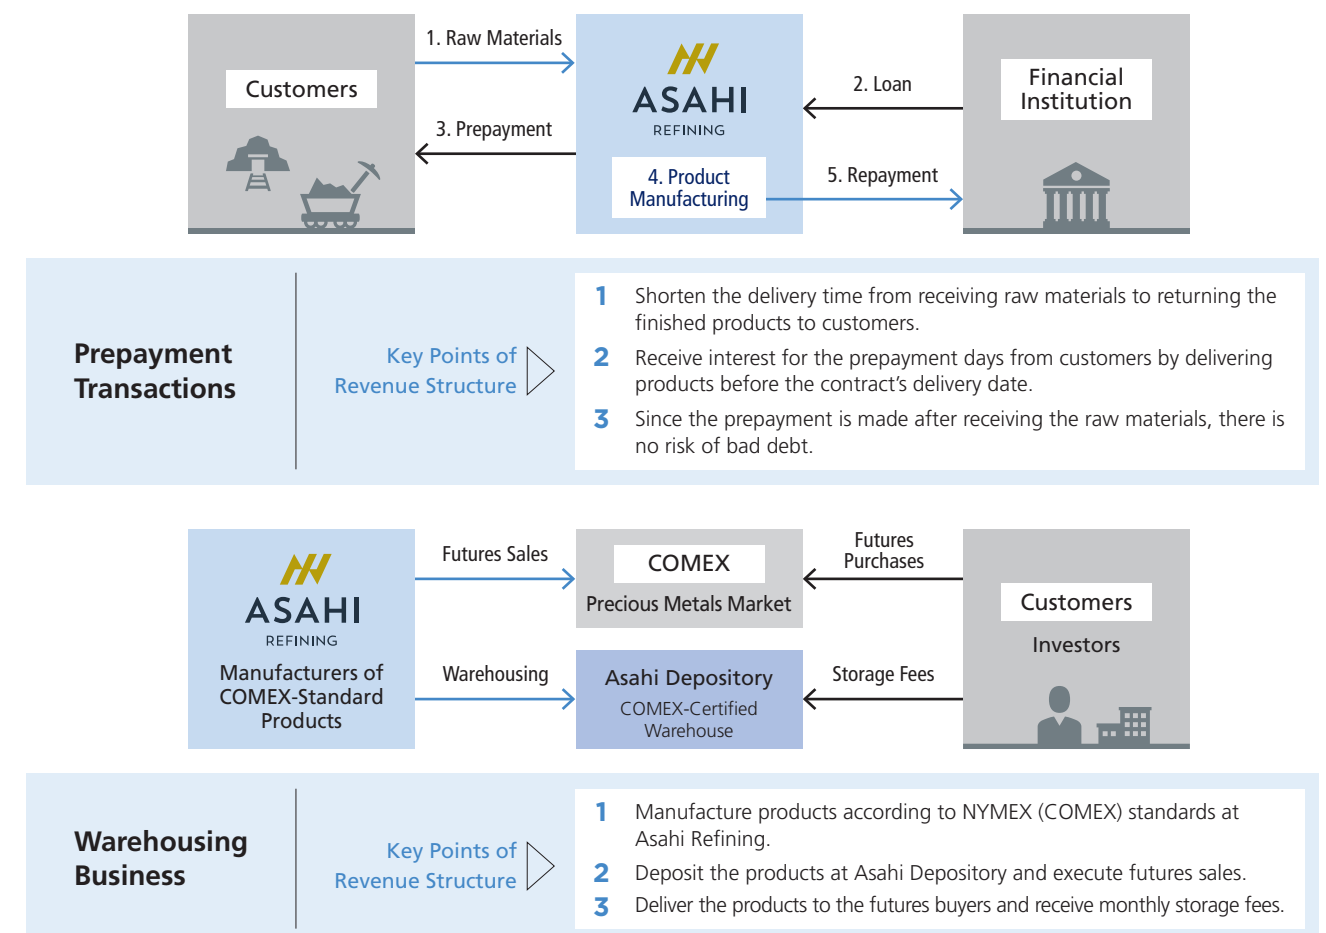 Customers
1. Raw Materials
3. Prepayment
ASAHI
REFINING
4. Product
Manufacturing
2. Loan
5. Repayment
Financial
Institution
Prepayment
Transactions
Key Points of
Revenue Structure
1 Shorten the delivery time from receiving raw materials to returning the
finished products to customers.
2 Receive interest for the prepayment days from customers by delivering
products before the contract's delivery date.
3 Since the prepayment is made after receiving the raw materials, there is
no risk of bad debt.
ASAHI
REFINING
Manufacturers of
COMEX-Standard
Products
Futures Sales
Warehousing
COMEX
Precious Metals Market
Asahi Depository
COMEX-Certified
Warehouse
Futures
Purchases
Storage Fees
Customers
Investors
Warehousing
Business
Key Points of
Revenue Structure
1 Manufacture products according to NYMEX (COMEX) standards at
Asahi Refining.
2 Deposit the products at Asahi Depository and execute futures sales.
3 Deliver the products to the futures buyers and receive monthly storage fees.